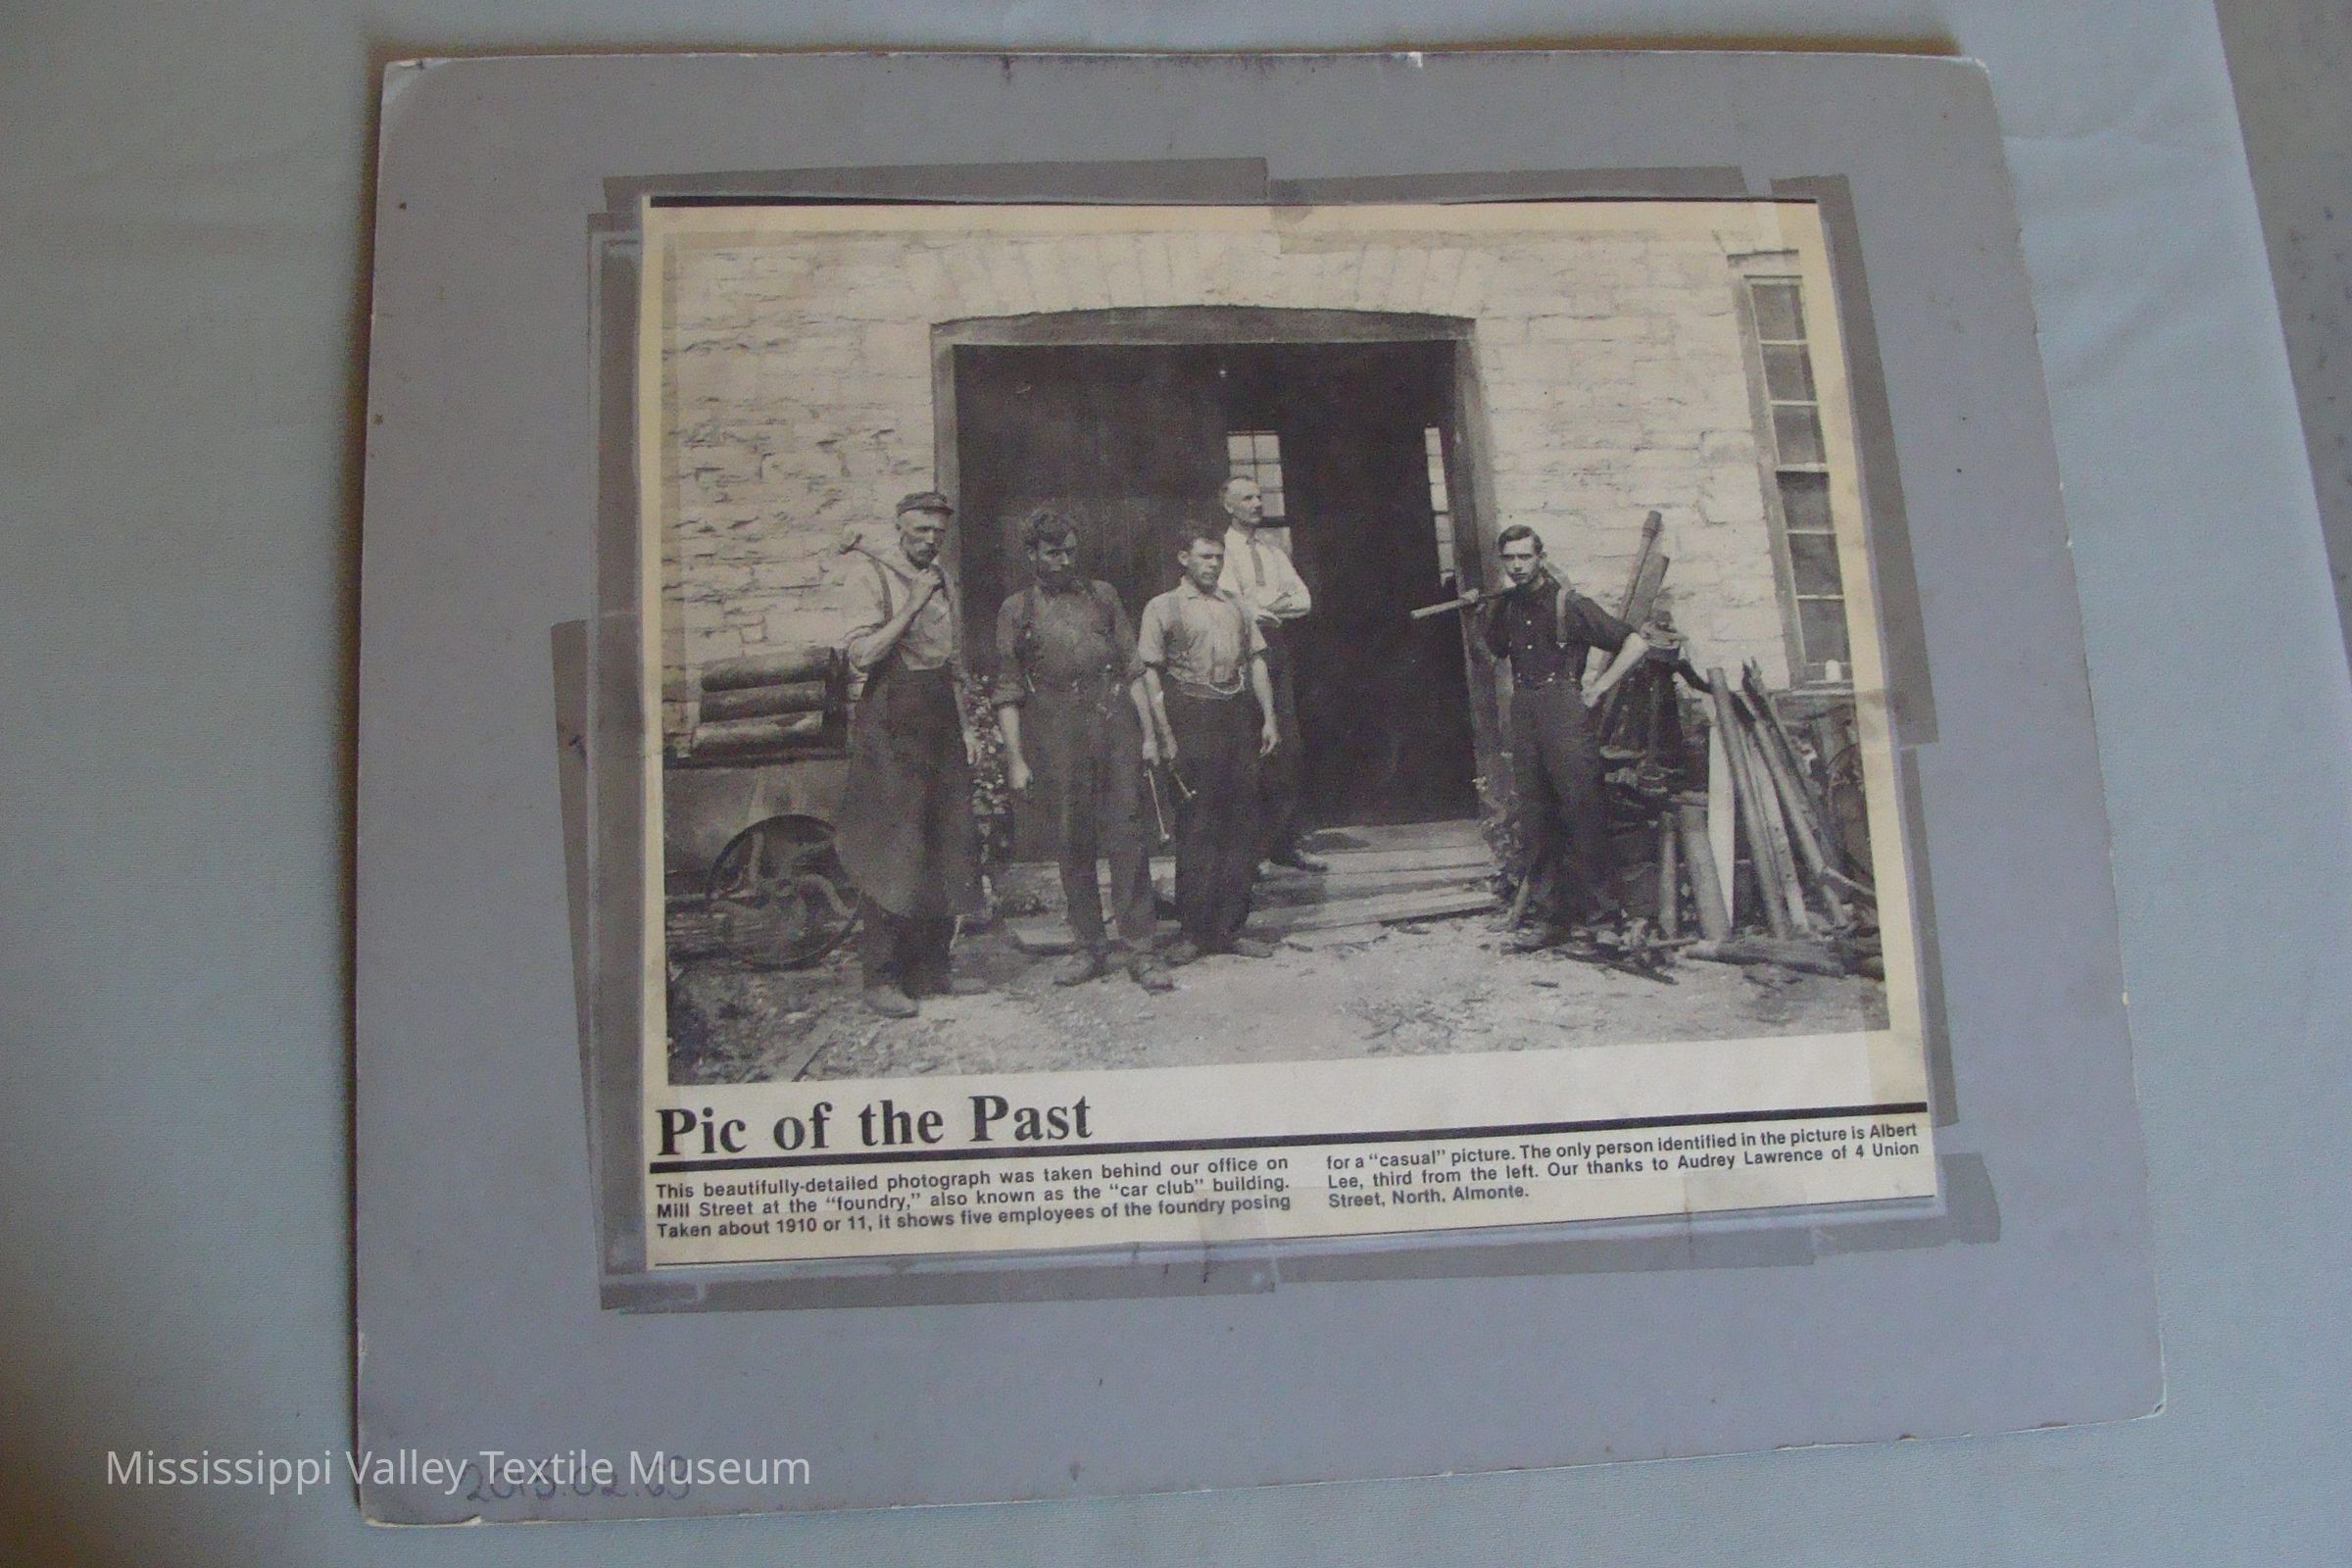 Pic of the Past
This beautifully-detailed photograph was taken behind our office on
Mill Street at the “foundry,” also known as the “car club” building.
Taken about 1910 or 11, it shows five employees of the foundry posing
for a “casual” picture. The only person identified in the picture is Albert
Lee, third from the left. Our thanks to Audrey Lawrence of 4 Union
Street, North, Almonte.
Mississippi Valley Textile Museum